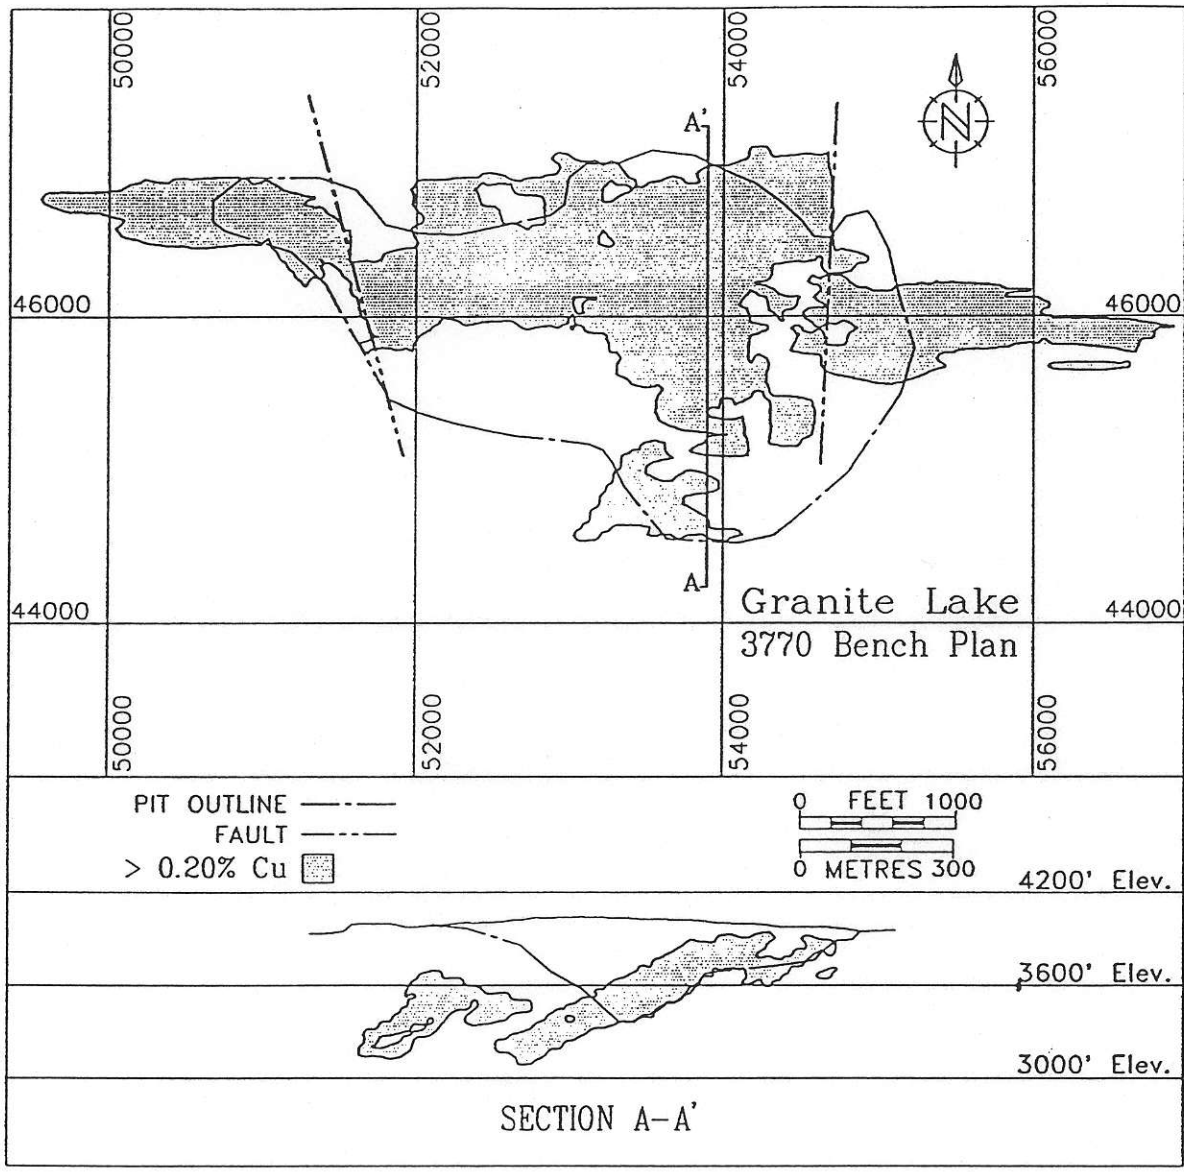 50000
52000
54000
56000
N
A'
46000
46000
A
Granite Lake
44000
44000
3770 Bench Plan
50000
52000
54000
56000
PIT OUTLINE
FAULT
> 0.20% Cu
0 FEET 1000
0 METRES 300
4200' Elev.
3600' Elev.
3000' Elev.
SECTION A-A'